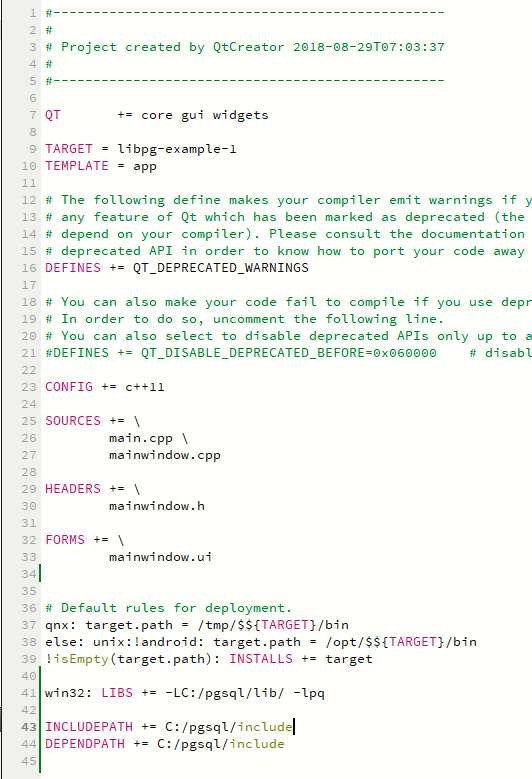 1 #-------------------------------------------------
2 #
3 # Project created by QtCreator 2018-08-29T07:03:37
4 #
5 #-------------------------------------------------
6
7 QT       += core gui widgets
8
9 TARGET = libpg-example-1
10 TEMPLATE = app
11
12 # The following define makes your compiler emit warnings if y
13 # any feature of Qt which has been marked as deprecated (the
14 # depend on your compiler). Please consult the documentation
15 # deprecated API in order to know how to port your code away
16 DEFINES += QT_DEPRECATED_WARNINGS
17
18 # You can also make your code fail to compile if you use depr
19 # In order to do so, uncomment the following line.
20 # You can also select to disable deprecated APIs only up to a
21 #DEFINES += QT_DISABLE_DEPRECATED_BEFORE=0x060000    # disabl
22
23 CONFIG += c++11
24
25 SOURCES += \
26         main.cpp \
27         mainwindow.cpp
28
29 HEADERS += \
30         mainwindow.h
31
32 FORMS += \
33         mainwindow.ui
34
35
36 # Default rules for deployment.
37 qnx: target.path = /tmp/$${TARGET}/bin
38 else: unix:!android: target.path = /opt/$${TARGET}/bin
39 !isEmpty(target.path): INSTALLS += target
40
41 win32: LIBS += -LC:/pgsql/lib/ -lpq
42
43 INCLUDEPATH += C:/pgsql/include
44 DEPENDPATH += C:/pgsql/include
45